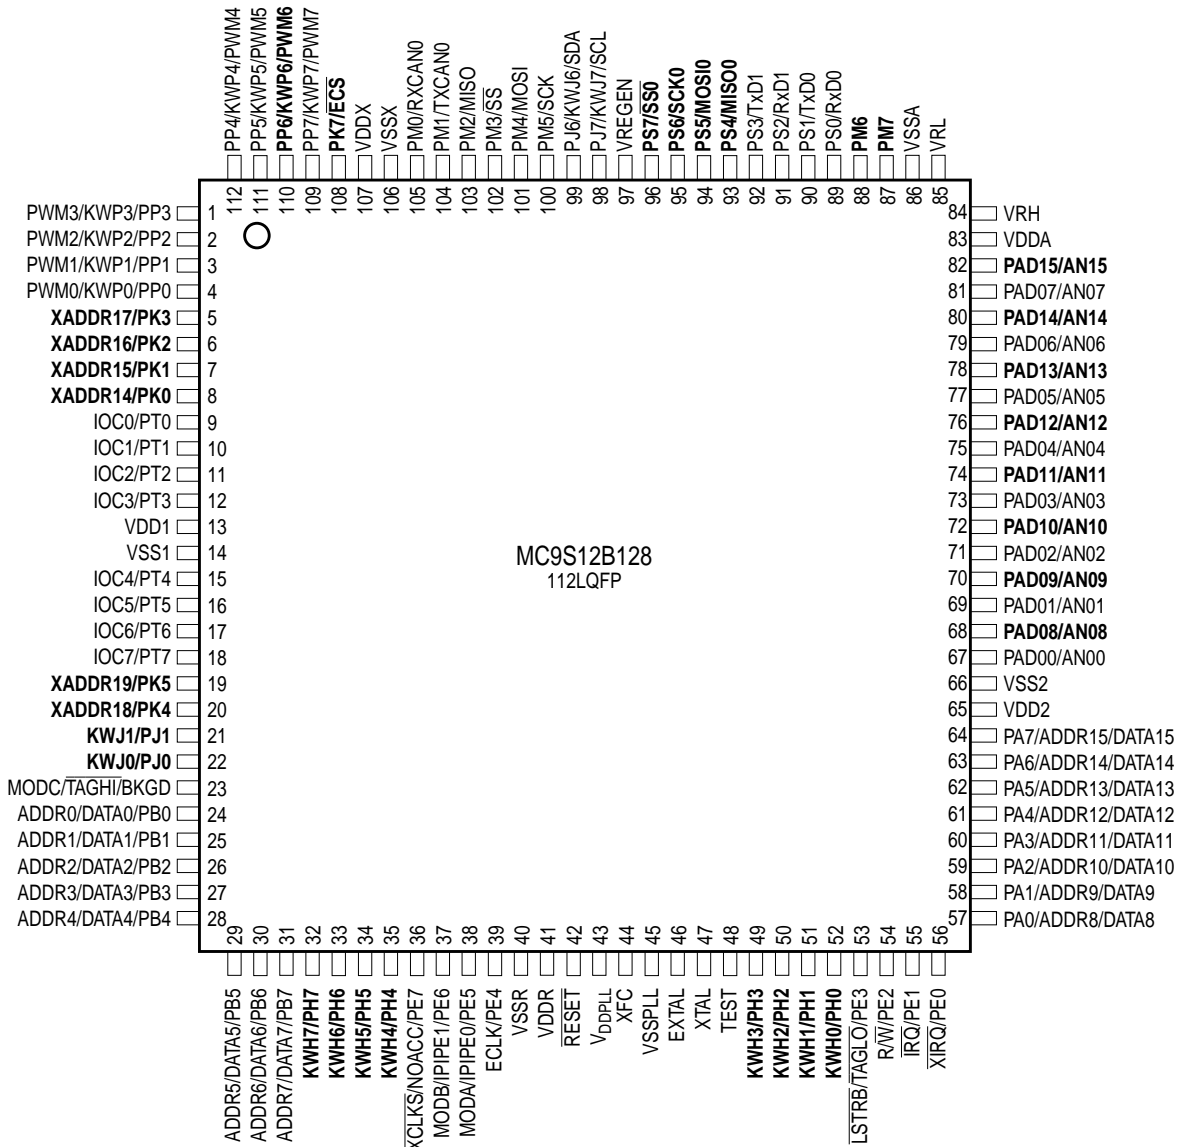 PP4/KWP4/PWM4
PP5/KWP5/PWM5
PP6/KWP6/PWM6
PP7/KWP7/PWM7
PK7/ECS
VDDX
VSSX
PM0/RXCAN0
PM1/TXCAN0
PM2/MISO
PM3/SS
PM4/MOSI
PM5/SCK
PJ6/KWJ6/SDA
PJ7/KWJ7/SCL
VREGEN
PS7/SS0
PS6/SCK0
PS5/MOSI0
PS4/MISO0
PS3/TxD1
PS2/RxD1
PS1/TxD0
PS0/RxD0
PM6
PM7
VSSA
VRL
112
111
110
109
108
107
106
105
104
103
102
101
100
99
98
97
96
95
94
93
92
91
90
89
88
87
86
85
PWM3/KWP3/PP3 1
PWM2/KWP2/PP2 2
PWM1/KWP1/PP1 3
PWM0/KWP0/PP0 4
XADDR17/PK3 5
XADDR16/PK2 6
XADDR15/PK1 7
XADDR14/PK0 8
IOC0/PT0 9
IOC1/PT1 10
IOC2/PT2 11
IOC3/PT3 12
VDD1 13
VSS1 14
IOC4/PT4 15
IOC5/PT5 16
IOC6/PT6 17
IOC7/PT7 18
XADDR19/PK5 19
XADDR18/PK4 20
KWJ1/PJ1 21
KWJ0/PJ0 22
MODC/TAGHI/BKGD 23
ADDR0/DATA0/PB0 24
ADDR1/DATA1/PB1 25
ADDR2/DATA2/PB2 26
ADDR3/DATA3/PB3 27
ADDR4/DATA4/PB4 28
MC9S12B128
112LQFP
84 VRH
83 VDDA
82 PAD15/AN15
81 PAD07/AN07
80 PAD14/AN14
79 PAD06/AN06
78 PAD13/AN13
77 PAD05/AN05
76 PAD12/AN12
75 PAD04/AN04
74 PAD11/AN11
73 PAD03/AN03
72 PAD10/AN10
71 PAD02/AN02
70 PAD09/AN09
69 PAD01/AN01
68 PAD08/AN08
67 PAD00/AN00
66 VSS2
65 VDD2
64 PA7/ADDR15/DATA15
63 PA6/ADDR14/DATA14
62 PA5/ADDR13/DATA13
61 PA4/ADDR12/DATA12
60 PA3/ADDR11/DATA11
59 PA2/ADDR10/DATA10
58 PA1/ADDR9/DATA9
57 PA0/ADDR8/DATA8
29
30
31
32
33
34
35
36
37
38
39
40
41
42
43
44
45
46
47
48
49
50
51
52
53
54
55
56
ADDR5/DATA5/PB5
ADDR6/DATA6/PB6
ADDR7/DATA7/PB7
KWH7/PH7
KWH6/PH6
KWH5/PH5
KWH4/PH4
XCLKS/NOACC/PE7
MODB/IPIPE1/PE6
MODA/IPIPE0/PE5
ECLK/PE4
VSSR
VDDR
RESET
VDDPLL
XFC
VSSPLL
EXTAL
XTAL
TEST
KWH3/PH3
KWH2/PH2
KWH1/PH1
KWH0/PH0
LSTRB/TAGLO/PE3
R/W/PE2
IRQ/PE1
XIRQ/PE0